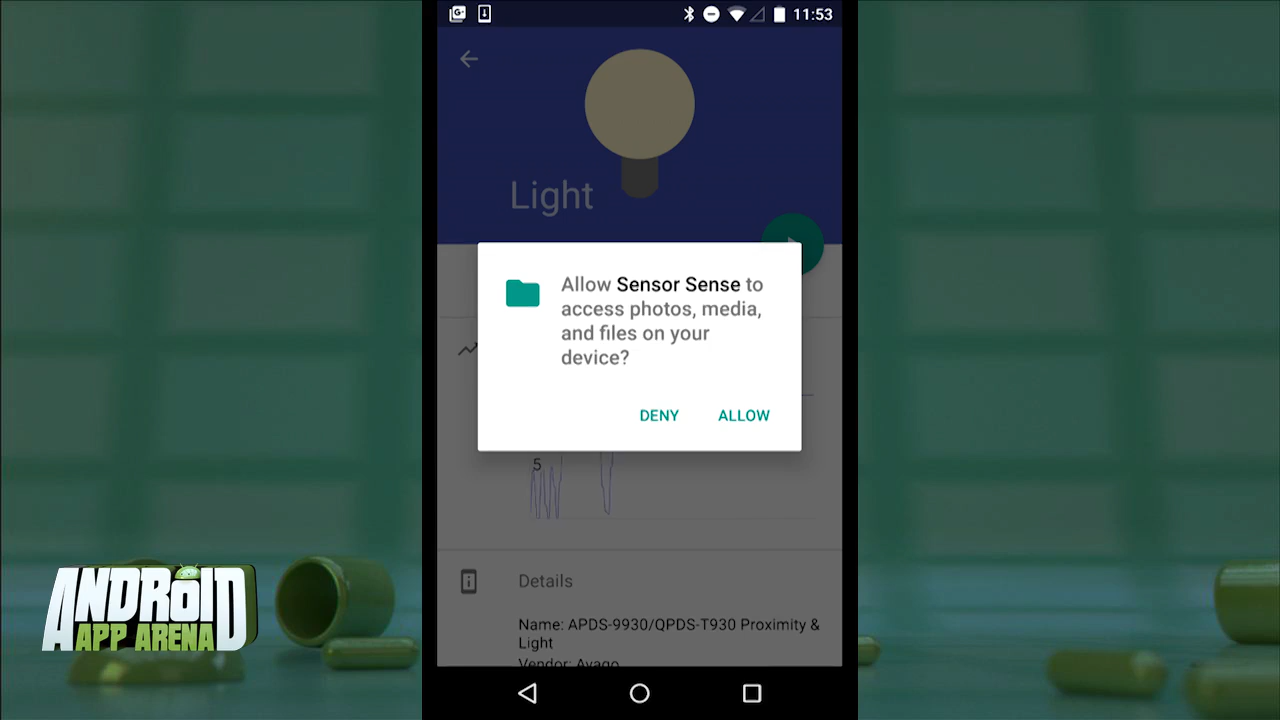 G+
11:53
Light
Allow Sensor Sense to
access photos, media,
and files on your
device?
DENY ALLOW
5
Details
Name: APDS-9930/QPDS-T930 Proximity &
Light
Vendor: Avago
ANDROID
APP ARENA